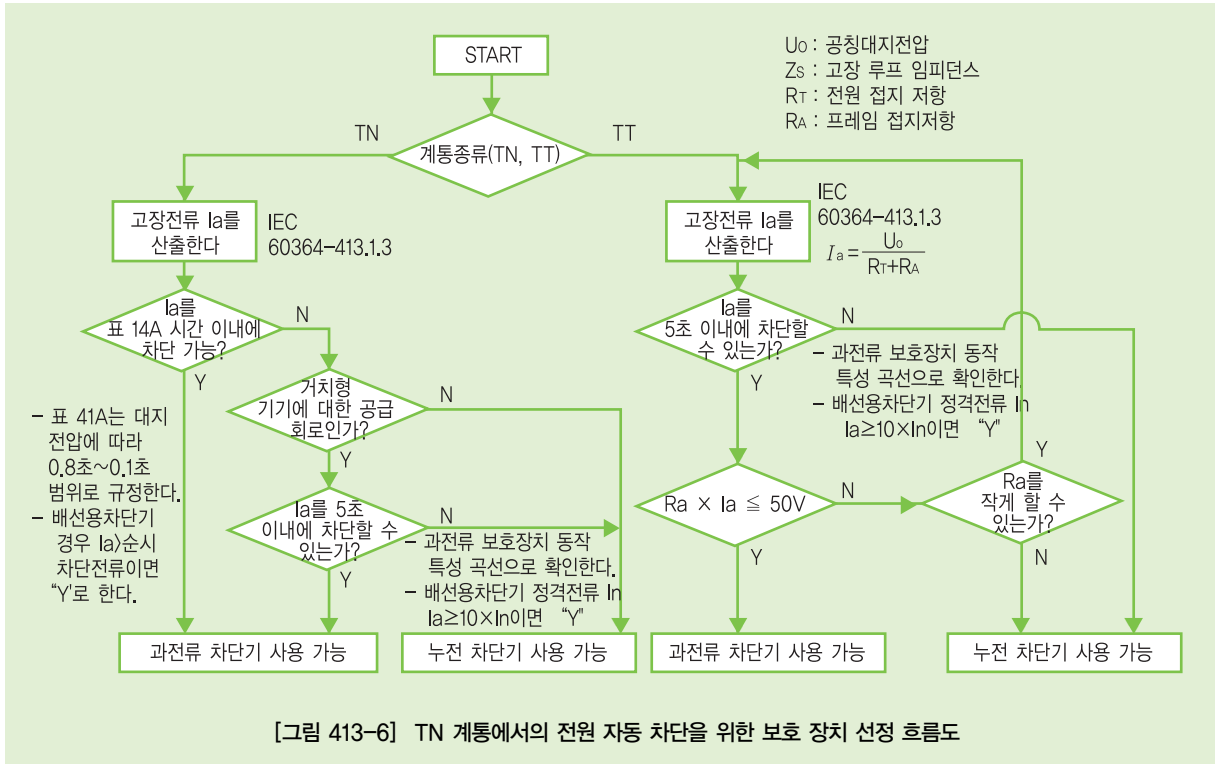 START
U₀ : 공칭대지전압
Zs : 고장 루프 임피던스
RT : 전원 접지 저항
RA : 프레임 접지저항
TN
계통종류(TN, TT)
TT
고장전류 Ia를
산출한다
IEC
60364-413.1.3
Ia를
표 14A 시간 이내에
차단 가능?
N
Y
- 표 41A는 대지
전압에 따라
0.8초~0.1초
범위로 규정한다.
- 배선용차단기
경우 Ia>순시
차단전류이면
“Y'로 한다.
거치형
기기에 대한 공급
회로인가?
N
Y
Ia를 5초
이내에 차단할 수
있는가?
N
Y
- 과전류 보호장치 동작
특성 곡선으로 확인한다.
- 배선용차단기 정격전류 In
Ia≥10×In이면 “Y"
과전류 차단기 사용 가능
누전 차단기 사용 가능
고장전류 Ia를
산출한다
IEC
60364-413.1.3
Ia = U₀ / RT+RA
Ia를
5초 이내에 차단할
수 있는가?
N
Y
- 과전류 보호장치 동작
특성 곡선으로 확인한다.
- 배선용차단기 정격전류 In
Ia≥10×In이면 “Y"
Ra × Ia ≦ 50V
N
Y
Y
Ra를
작게 할 수
있는가?
N
과전류 차단기 사용 가능
누전 차단기 사용 가능
[그림 413-6] TN 계통에서의 전원 자동 차단을 위한 보호 장치 선정 흐름도